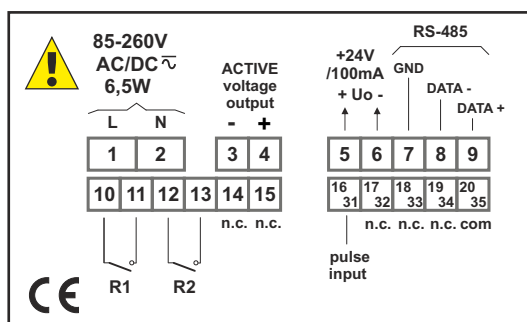 85-260V
AC/DC
6,5W
L N
ACTIVE
voltage
output
- +
+24V
/100mA
+ Uo -
RS-485
GND
DATA -
DATA +
1 2 3 4 5 6 7 8 9
10 11 12 13 14 15 16 31 17 32 18 33 19 34 20 35
n.c. n.c. n.c. n.c. n.c. com
R1 R2
pulse
input
CE